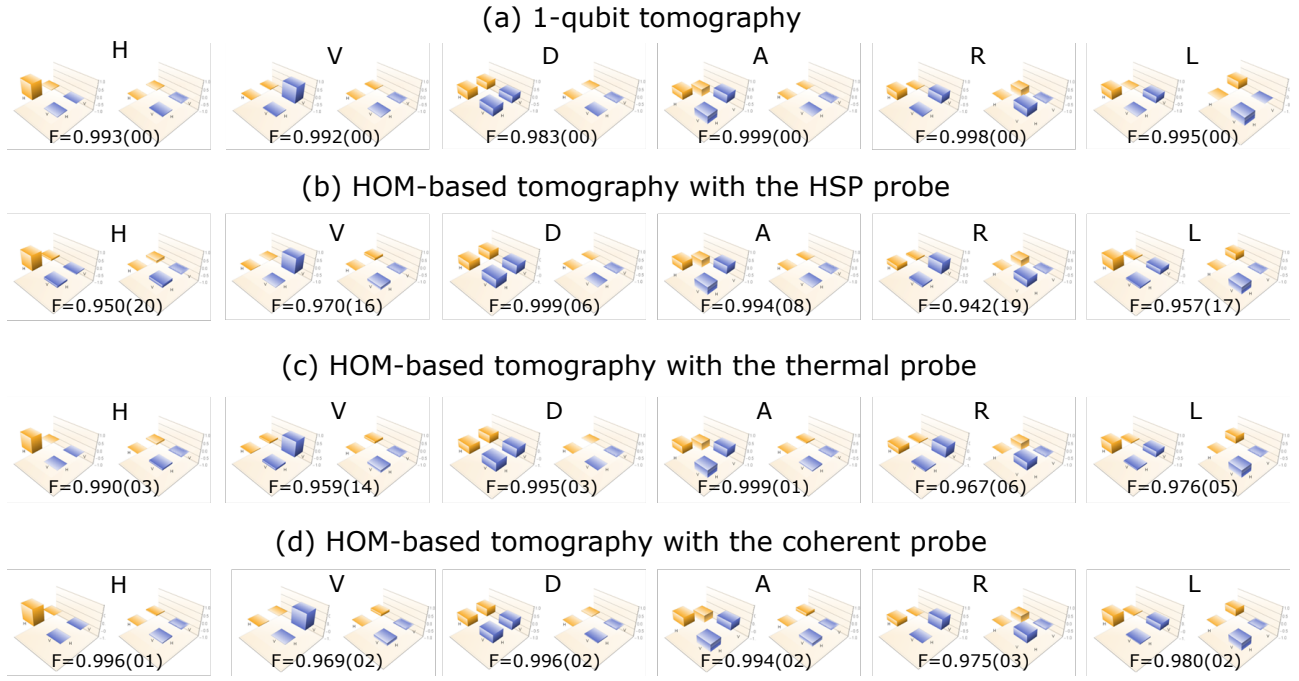 (a) 1-qubit tomography
H V D A R L
F=0.993(00) F=0.992(00) F=0.983(00) F=0.999(00) F=0.998(00) F=0.995(00)
(b) HOM-based tomography with the HSP probe
H V D A R L
F=0.950(20) F=0.970(16) F=0.999(06) F=0.994(08) F=0.942(19) F=0.957(17)
(c) HOM-based tomography with the thermal probe
H V D A R L
F=0.990(03) F=0.959(14) F=0.995(03) F=0.999(01) F=0.967(06) F=0.976(05)
(d) HOM-based tomography with the coherent probe
H V D A R L
F=0.996(01) F=0.969(02) F=0.996(02) F=0.994(02) F=0.975(03) F=0.980(02)